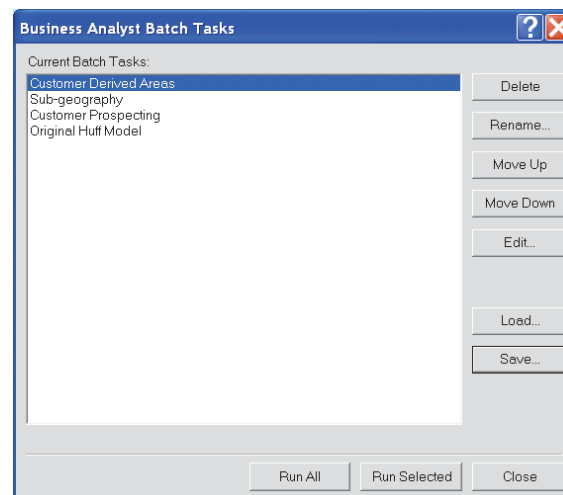 Business Analyst Batch Tasks
Current Batch Tasks:
Customer Derived Areas
Sub-geography
Customer Prospecting
Original Huff Model
Delete
Rename...
Move Up
Move Down
Edit...
Load...
Save...
Run All
Run Selected
Close